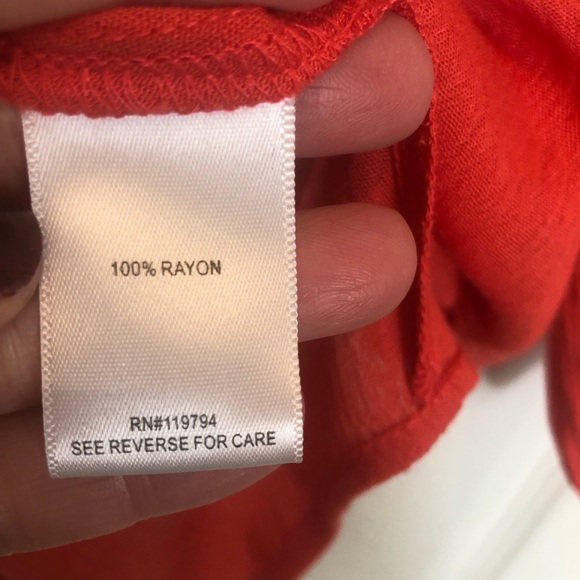 100% RAYON
RN#119794
SEE REVERSE FOR CARE